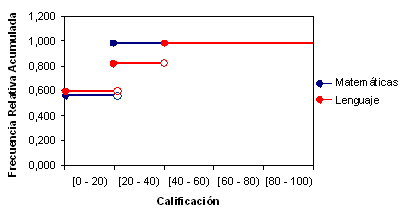 Frecuencia Relativa Acumulada
1,200
1,000
0,800
0,600
0,400
0,200
0,000
[0 - 20) [20 - 40) [40 - 60) [60 - 80) [80 - 100)
Calificación
Matemáticas
Lenguaje